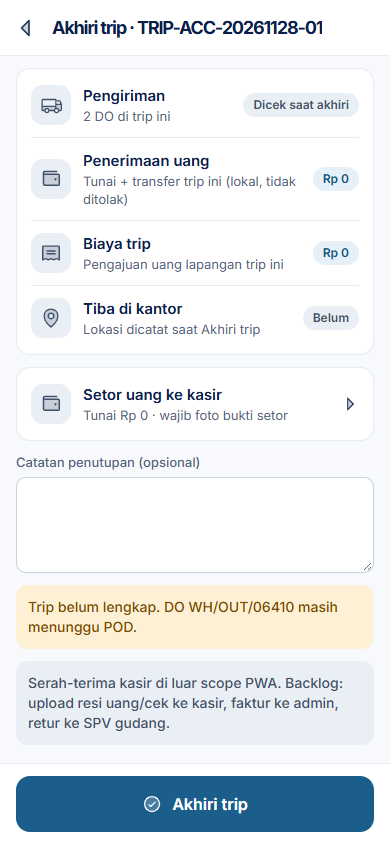 Akhiri trip · TRIP-ACC-20261128-01
Pengiriman
2 DO di trip ini
Dicek saat akhiri
Penerimaan uang
Tunai + transfer trip ini (lokal, tidak
ditolak)
Rp 0
Biaya trip
Pengajuan uang lapangan trip ini
Rp 0
Tiba di kantor
Lokasi dicatat saat Akhiri trip
Belum
Setor uang ke kasir
Tunai Rp 0 · wajib foto bukti setor
Catatan penutupan (opsional)
Trip belum lengkap. DO WH/OUT/06410 masih
menunggu POD.
Serah-terima kasir di luar scope PWA. Backlog:
upload resi uang/cek ke kasir, faktur ke admin,
retur ke SPV gudang.
Akhiri trip